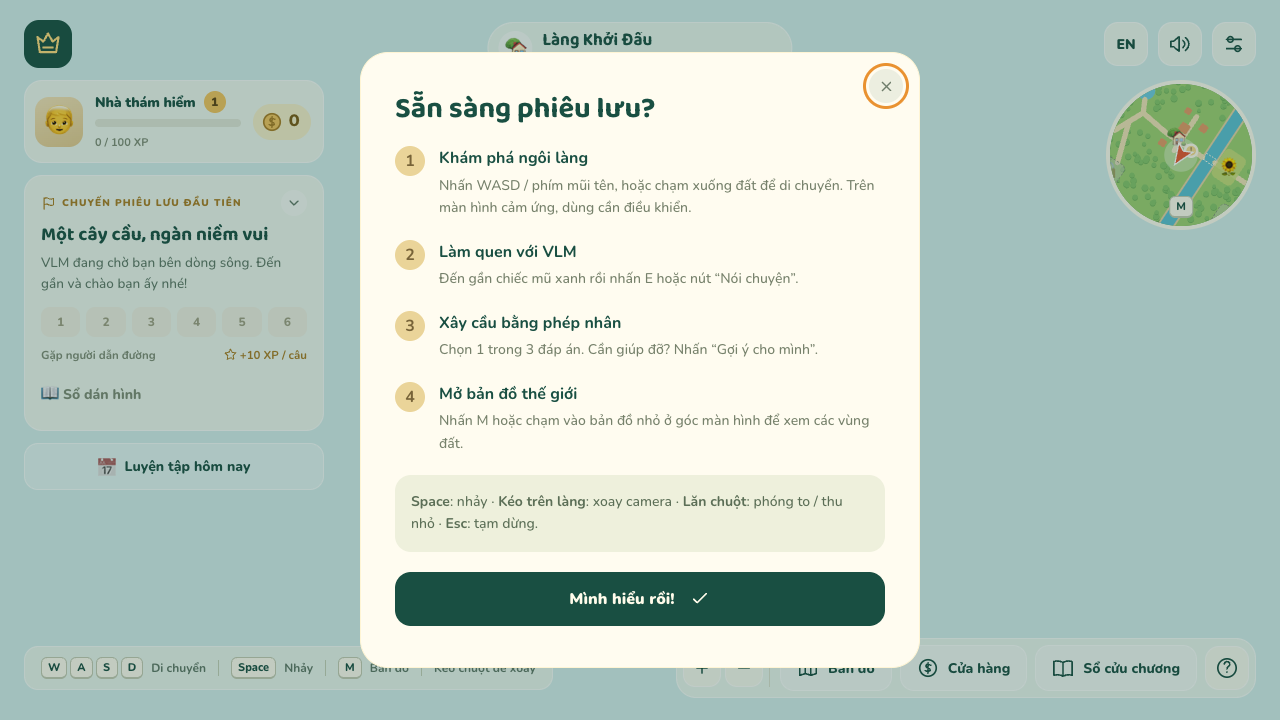 Làng Khởi Đầu
EN
Nhà thám hiểm 1
0
0 / 100 XP
M
CHUYẾN PHIÊU LƯU ĐẦU TIÊN
Một cây cầu, ngàn niềm vui
VLM đang chờ bạn bên dòng sông. Đến
gần và chào bạn ấy nhé!
1 2 3 4 5 6
Gặp người dẫn đường
+10 XP / câu
Sổ dán hình
Luyện tập hôm nay
Sẵn sàng phiêu lưu?
1
Khám phá ngôi làng
Nhấn WASD / phím mũi tên, hoặc chạm xuống đất để di chuyển. Trên
màn hình cảm ứng, dùng cần điều khiển.
2
Làm quen với VLM
Đến gần chiếc mũ xanh rồi nhấn E hoặc nút “Nói chuyện”.
3
Xây cầu bằng phép nhân
Chọn 1 trong 3 đáp án. Cần giúp đỡ? Nhấn “Gợi ý cho mình”.
4
Mở bản đồ thế giới
Nhấn M hoặc chạm vào bản đồ nhỏ ở góc màn hình để xem các vùng
đất.
Space: nhảy · Kéo trên làng: xoay camera · Lăn chuột: phóng to / thu
nhỏ · Esc: tạm dừng.
Mình hiểu rồi!
W A S D Di chuyển Space Nhảy M Bản đồ Kéo chuột để xoay
Bản đồ
Cửa hàng
Sổ cửu chương